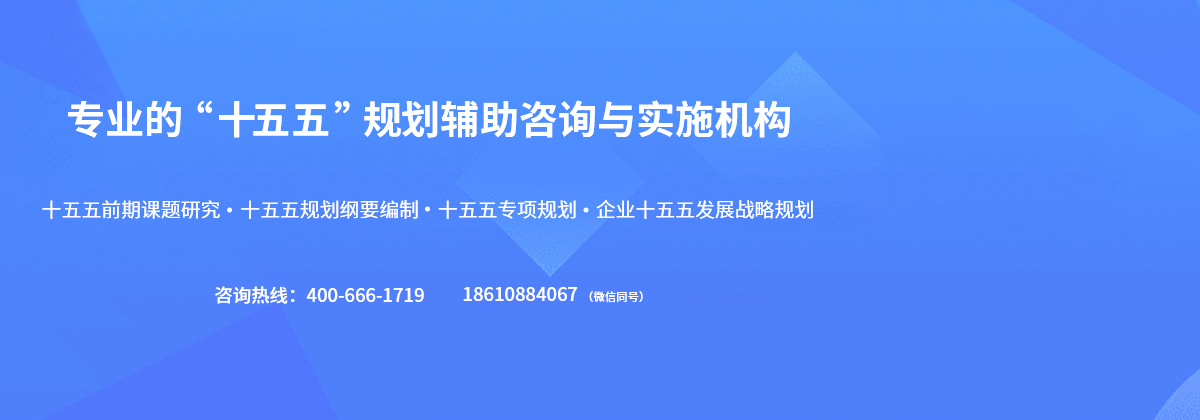 专业的“十五五”规划辅助咨询与实施机构
十五五前期课题研究·十五五规划纲要编制·十五五专项规划·企业十五五发展战略规划
咨询热线：400-666-1719 18610884067（微信同号）